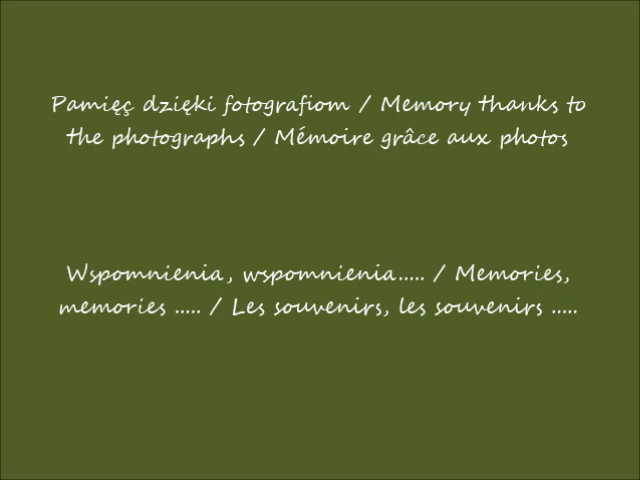 Pamięç dzięki fotografiom / Memory thanks to
the photographs / Mémoire grâce aux photos
Wspomnienia, wspomnienia..... / Memories,
memories ..... / Les souvenirs, les souvenirs .....